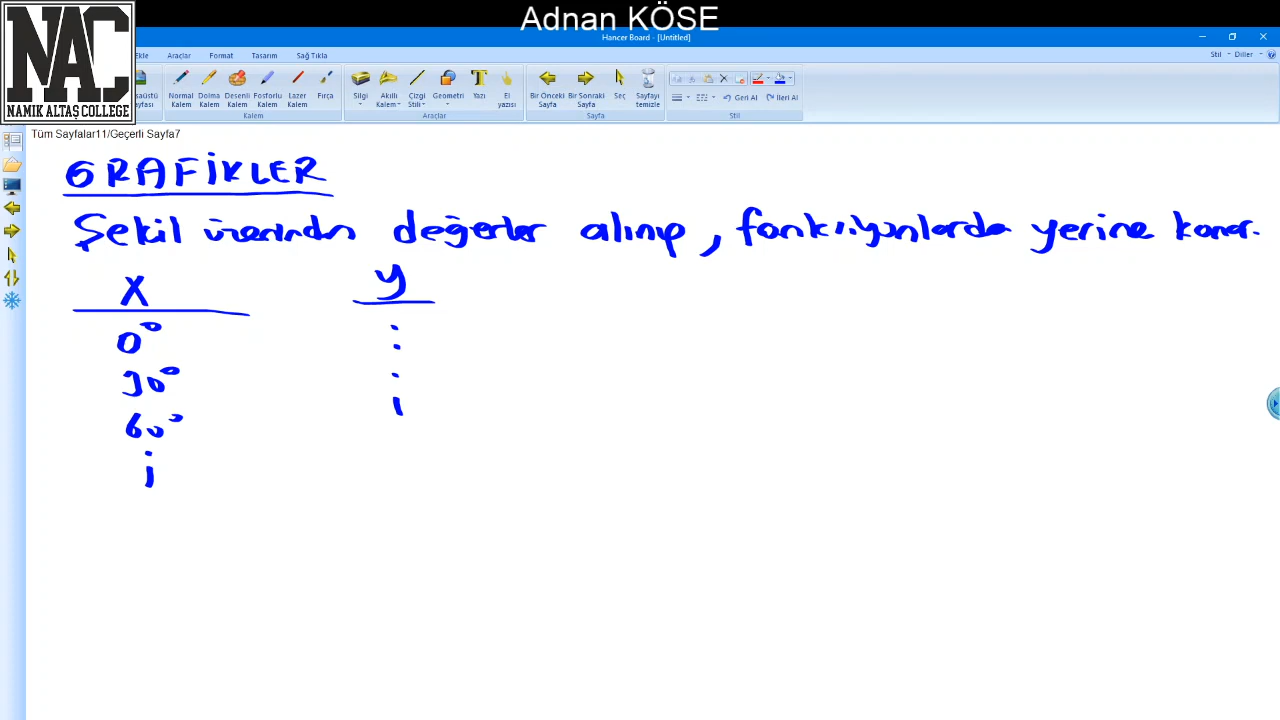 Adnan KÖSE
Hancer Board - [Untitled]
NAC
NAMIK ALTAŞ COLLEGE
Ekle Araçlar Format Tasarım Sağ Tıkla
Stil Diller
Normal Kalem Dolma Kalem Desenli Kalem Fosforlu Kalem Lazer Kalem Fırça
Silgi Akıllı Kalem Çizgi Stili Geometri Yazı El yazısı
Bir Önceki Sayfa Bir Sonraki Sayfa Seç Sayfayı temizle
Geri Al İleri Al
Kalem Araçlar Sayfa Stil
Tüm Sayfalar11/Geçerli Sayfa7
GRAFİKLER
Şekil üzerinden değerler alınıp, fonksiyonlarda yerine konar.
x y
0°
30°
60°